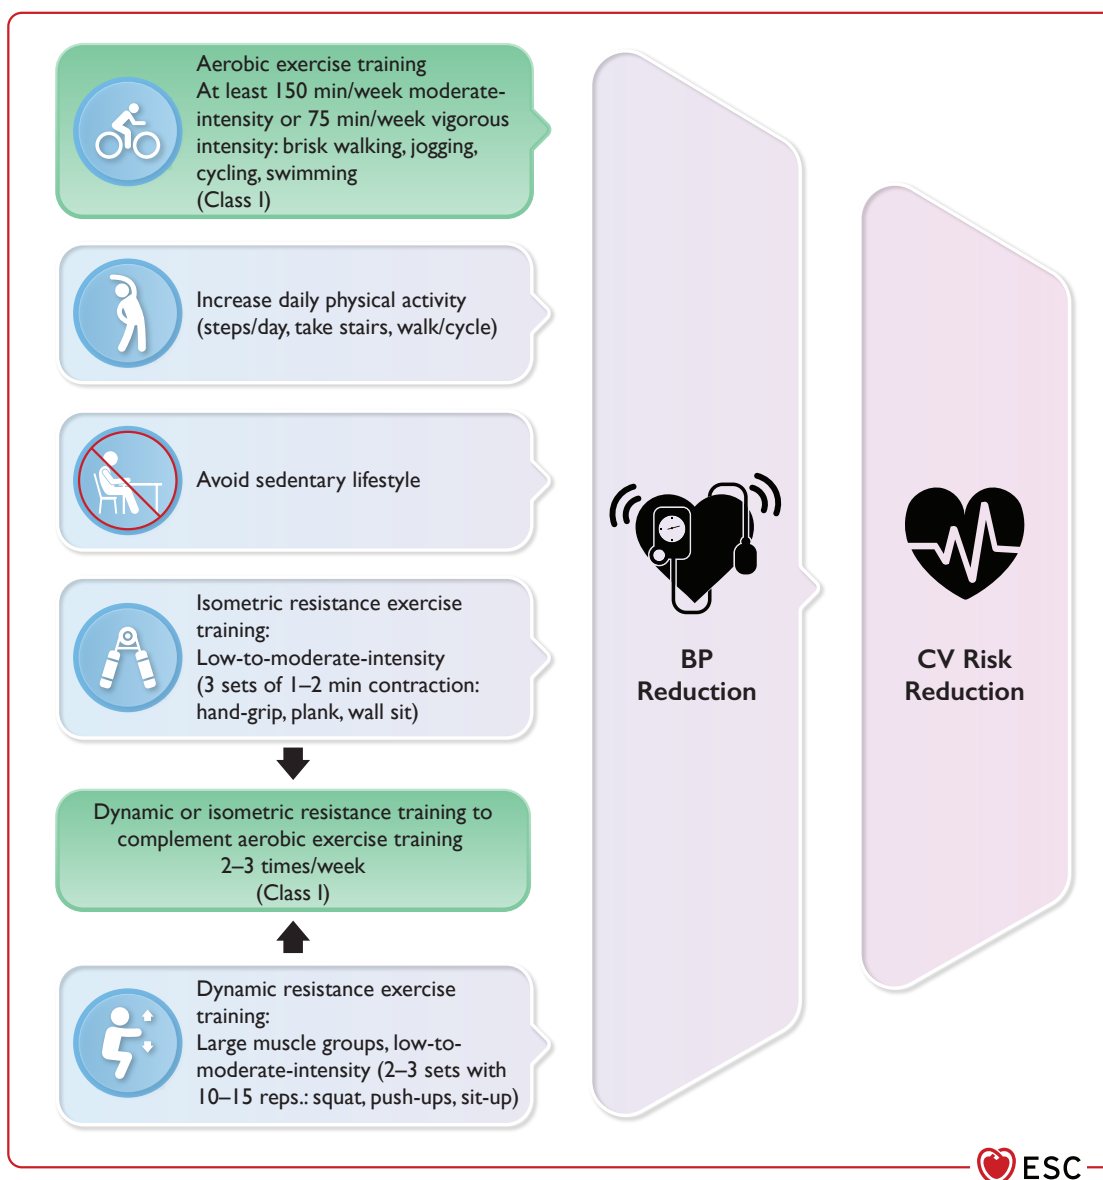 Aerobic exercise training
At least 150 min/week moderate-
intensity or 75 min/week vigorous
intensity: brisk walking, jogging,
cycling, swimming
(Class I)
Increase daily physical activity
(steps/day, take stairs, walk/cycle)
Avoid sedentary lifestyle
Isometric resistance exercise
training:
Low-to-moderate-intensity
(3 sets of 1–2 min contraction:
hand-grip, plank, wall sit)
Dynamic or isometric resistance training to
complement aerobic exercise training
2–3 times/week
(Class I)
Dynamic resistance exercise
training:
Large muscle groups, low-to-
moderate-intensity (2–3 sets with
10–15 reps.: squat, push-ups, sit-up)
BP
Reduction
CV Risk
Reduction
ESC